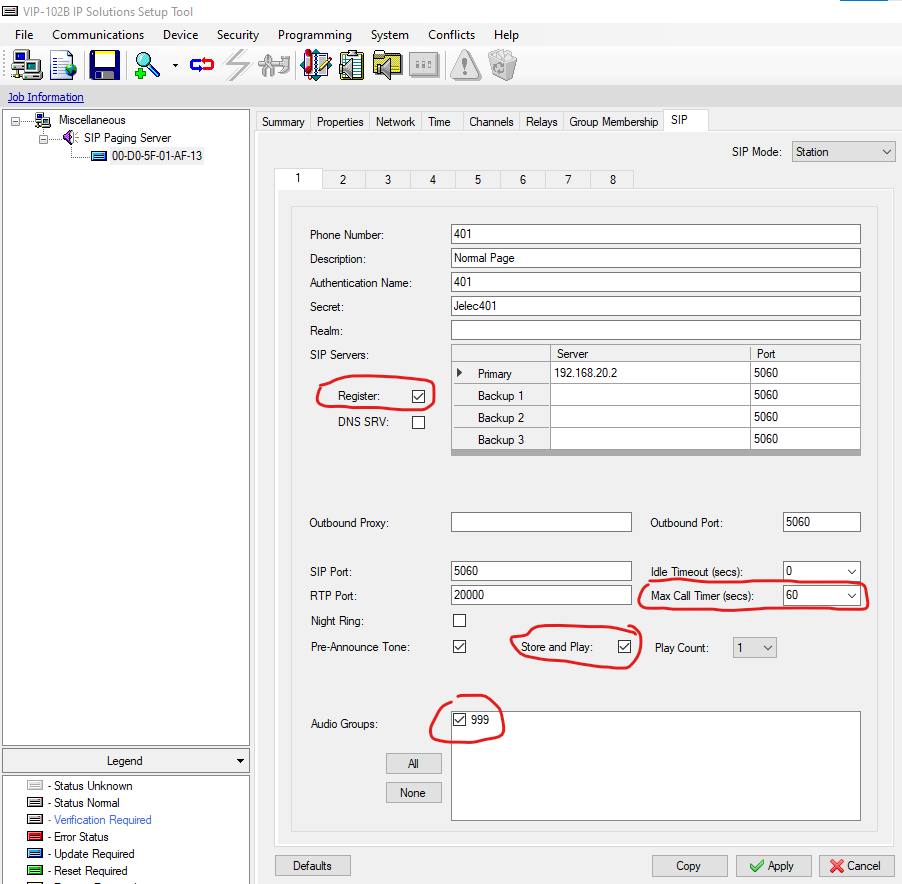 VIP-102B IP Solutions Setup Tool
File Communications Device Security Programming System Conflicts Help
Job Information
Miscellaneous
SIP Paging Server
00-D0-5F-01-AF-13
Summary Properties Network Time Channels Relays Group Membership SIP
SIP Mode: Station
1 2 3 4 5 6 7 8
Phone Number: 401
Description: Normal Page
Authentication Name: 401
Secret: Jelec401
Realm:
SIP Servers: Server Port
Primary 192.168.20.2 5060
Register: Backup 1 5060
DNS SRV: Backup 2 5060
Backup 3 5060
Outbound Proxy: Outbound Port: 5060
SIP Port: 5060 Idle Timeout (secs): 0
RTP Port: 20000 Max Call Timer (secs): 60
Night Ring:
Pre-Announce Tone: Store and Play: Play Count: 1
Audio Groups: 999
All
None
Legend
- Status Unknown
- Status Normal
- Verification Required
- Error Status
- Update Required
- Reset Required
Defaults Copy Apply Cancel